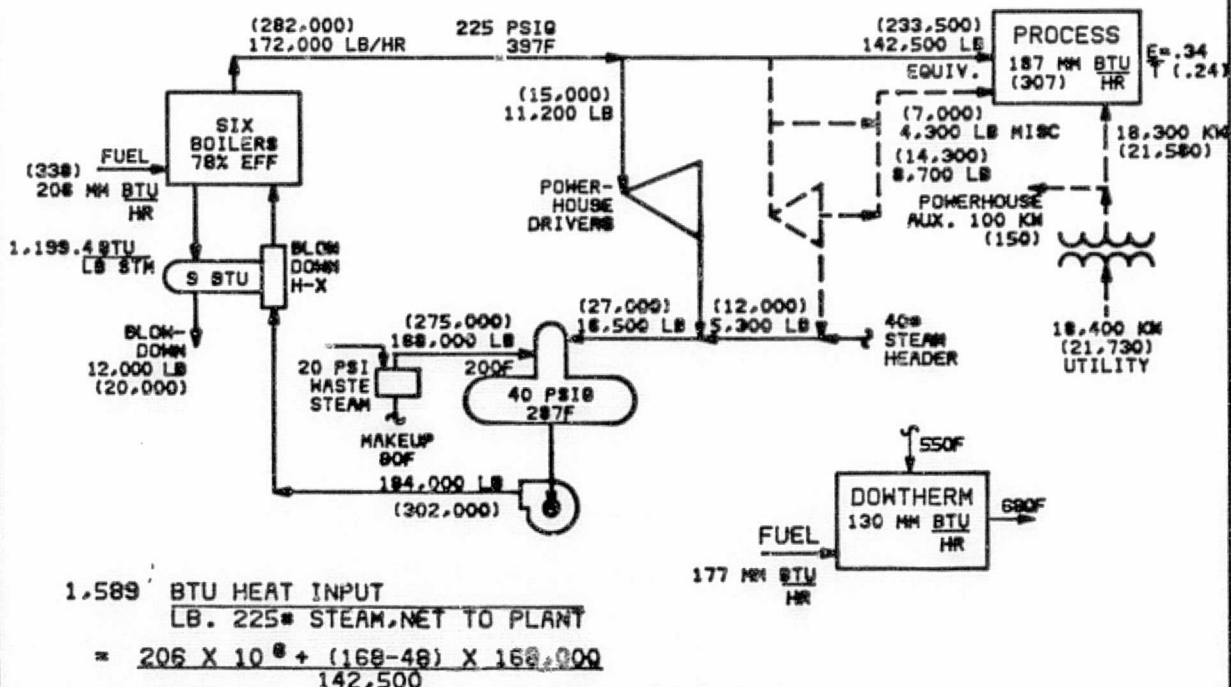 (282,000)
172,000 LB/HR
225 PSIG
397F
(233,500)
142,500 LB
EQUIV.
PROCESS
187 MM BTU
HR
(307)
E=.34
T (.24)
(15,000)
11,200 LB
(7,000)
4,300 LB MISC
(14,300)
8,700 LB
18,300 KW
(21,580)
SIX
BOILERS
78% EFF
FUEL
(338)
206 MM BTU
HR
POWER-
HOUSE
DRIVERS
POWERHOUSE
AUX. 100 KW
(150)
1,199.4 BTU
LB STM
S BTU
BLOW
DOWN
H-X
BLOW-
DOWN
12,000 LB
(20,000)
(275,000)
168,000 LB
200F
20 PSI
WASTE
STEAM
MAKEUP
80F
(27,000)
16,500 LB
(12,000)
5,300 LB
40#
STEAM
HEADER
18,400 KW
(21,730)
UTILITY
40 PSIG
287F
184,000 LB
(302,000)
550F
DOWTHERM
130 MM BTU
HR
680F
FUEL
177 MM BTU
HR
1,589 BTU HEAT INPUT
LB. 225# STEAM,NET TO PLANT
= 206 X 10 + (168-48) X 168,000
142,500